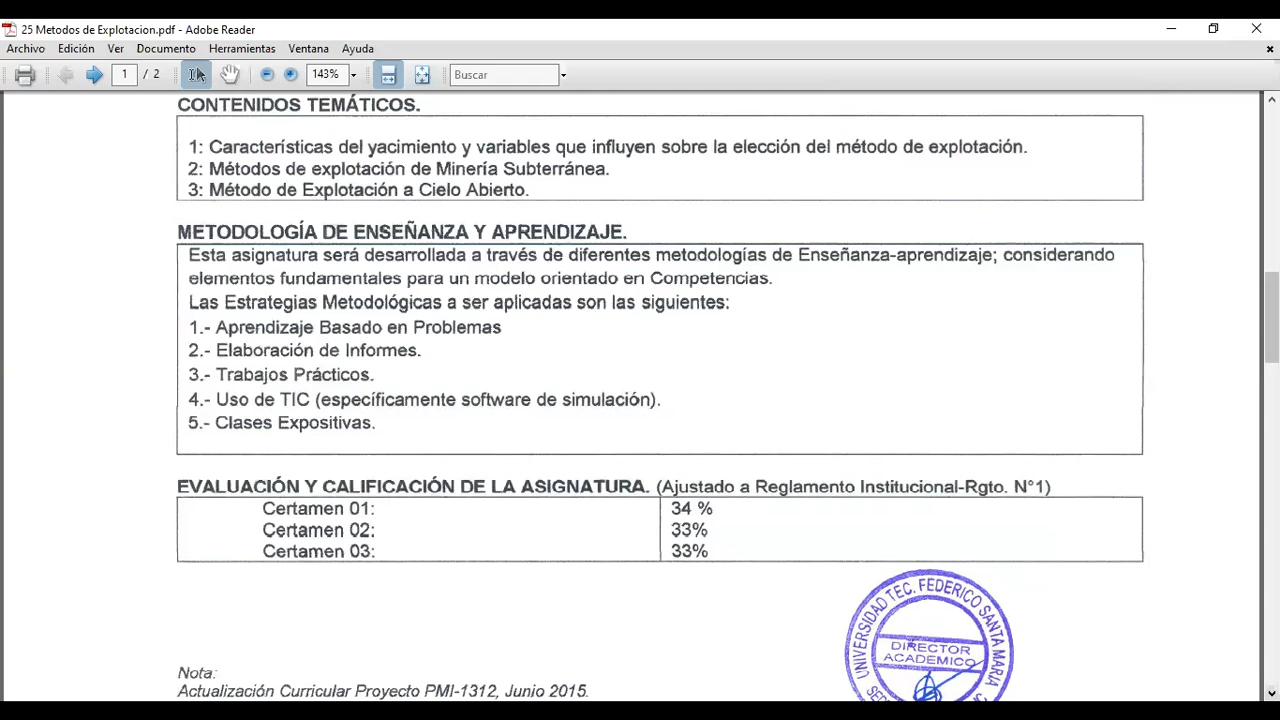 25 Metodos de Explotacion.pdf - Adobe Reader
Archivo Edición Ver Documento Herramientas Ventana Ayuda
1 / 2 143% Buscar
CONTENIDOS TEMÁTICOS.
1: Características del yacimiento y variables que influyen sobre la elección del método de explotación.
2: Métodos de explotación de Minería Subterránea.
3: Método de Explotación a Cielo Abierto.
METODOLOGÍA DE ENSEÑANZA Y APRENDIZAJE.
Esta asignatura será desarrollada a través de diferentes metodologías de Enseñanza-aprendizaje; considerando
elementos fundamentales para un modelo orientado en Competencias.
Las Estrategias Metodológicas a ser aplicadas son las siguientes:
1.- Aprendizaje Basado en Problemas
2.- Elaboración de Informes.
3.- Trabajos Prácticos.
4.- Uso de TIC (específicamente software de simulación).
5.- Clases Expositivas.
EVALUACIÓN Y CALIFICACIÓN DE LA ASIGNATURA. (Ajustado a Reglamento Institucional-Rgto. N°1)
Certamen 01: 34 %
Certamen 02: 33%
Certamen 03: 33%
UNIVERSIDAD TEC. FEDERICO SANTA MARIA
DIRECTOR
ACADEMICO
Nota:
Actualización Curricular Proyecto PMI-1312, Junio 2015.